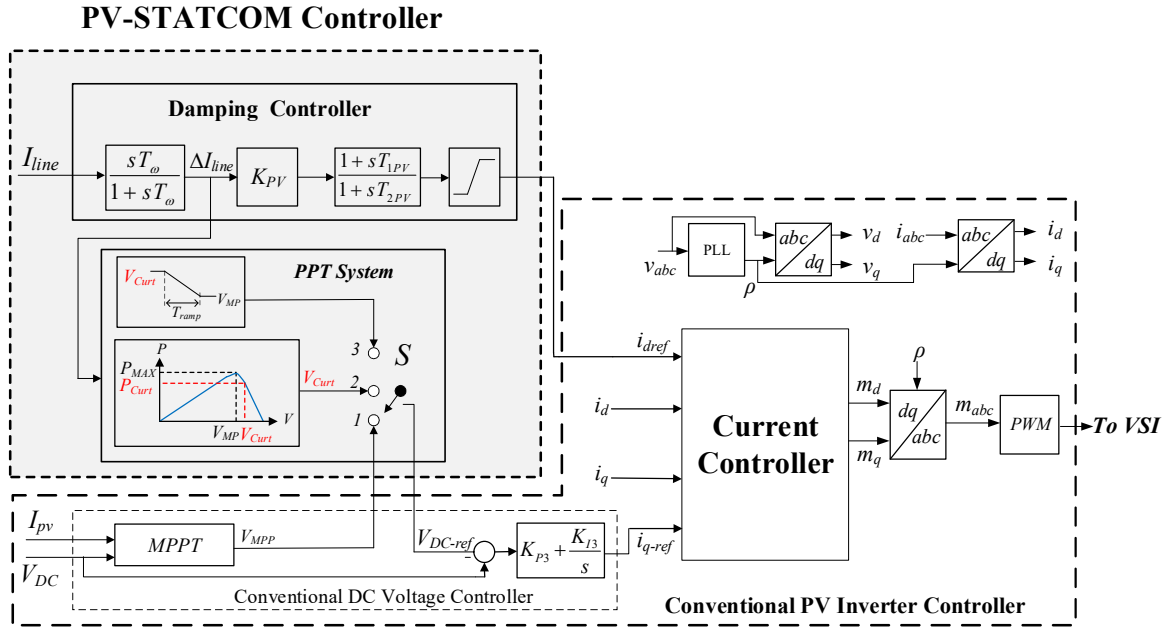 PV-STATCOM Controller
Damping Controller
I_line
sT_ω
1 + sT_ω
ΔI_line
K_PV
1 + sT_1PV
1 + sT_2PV
PPT System
V_Curt
V_MP
T_ramp
P
P_MAX
P_Curt
V_MP
V_Curt
V
V_Curt
3
2
1
S
I_pv
V_DC
MPPT
V_MPP
V_DC-ref
-
K_P3 + K_I3
s
i_q-ref
Conventional DC Voltage Controller
v_abc
PLL
ρ
abc
dq
v_d
v_q
i_abc
abc
dq
i_d
i_q
i_dref
i_d
i_q
Current
Controller
m_d
m_q
ρ
dq
abc
m_abc
PWM
To VSI
Conventional PV Inverter Controller